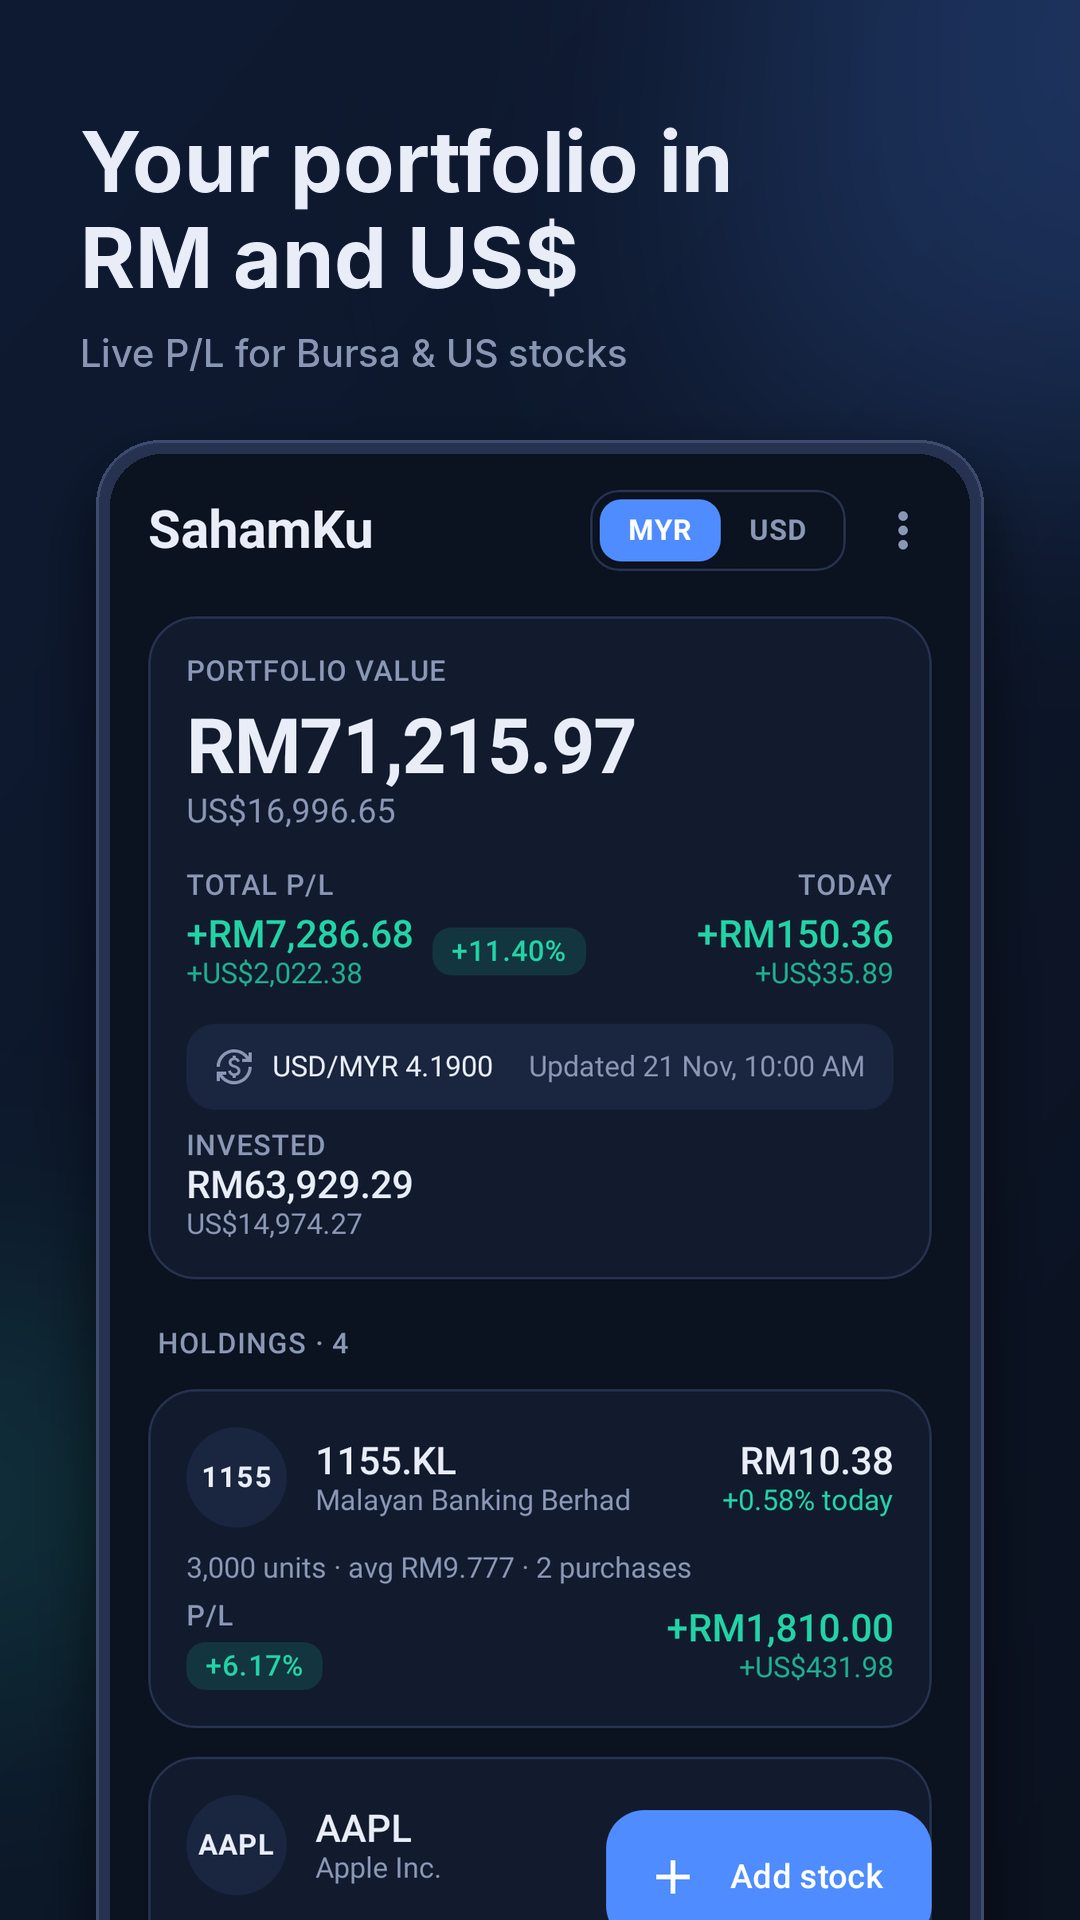 Your portfolio in
RM and US$
Live P/L for Bursa & US stocks
SahamKu
MYR USD
PORTFOLIO VALUE
RM71,215.97
US$16,996.65
TOTAL P/L TODAY
+RM7,286.68 +11.40% +RM150.36
+US$2,022.38 +US$35.89
USD/MYR 4.1900 Updated 21 Nov, 10:00 AM
INVESTED
RM63,929.29
US$14,974.27
HOLDINGS · 4
1155 1155.KL RM10.38
Malayan Banking Berhad +0.58% today
3,000 units · avg RM9.777 · 2 purchases
P/L +RM1,810.00
+6.17% +US$431.98
AAPL AAPL
Apple Inc.
+ Add stock